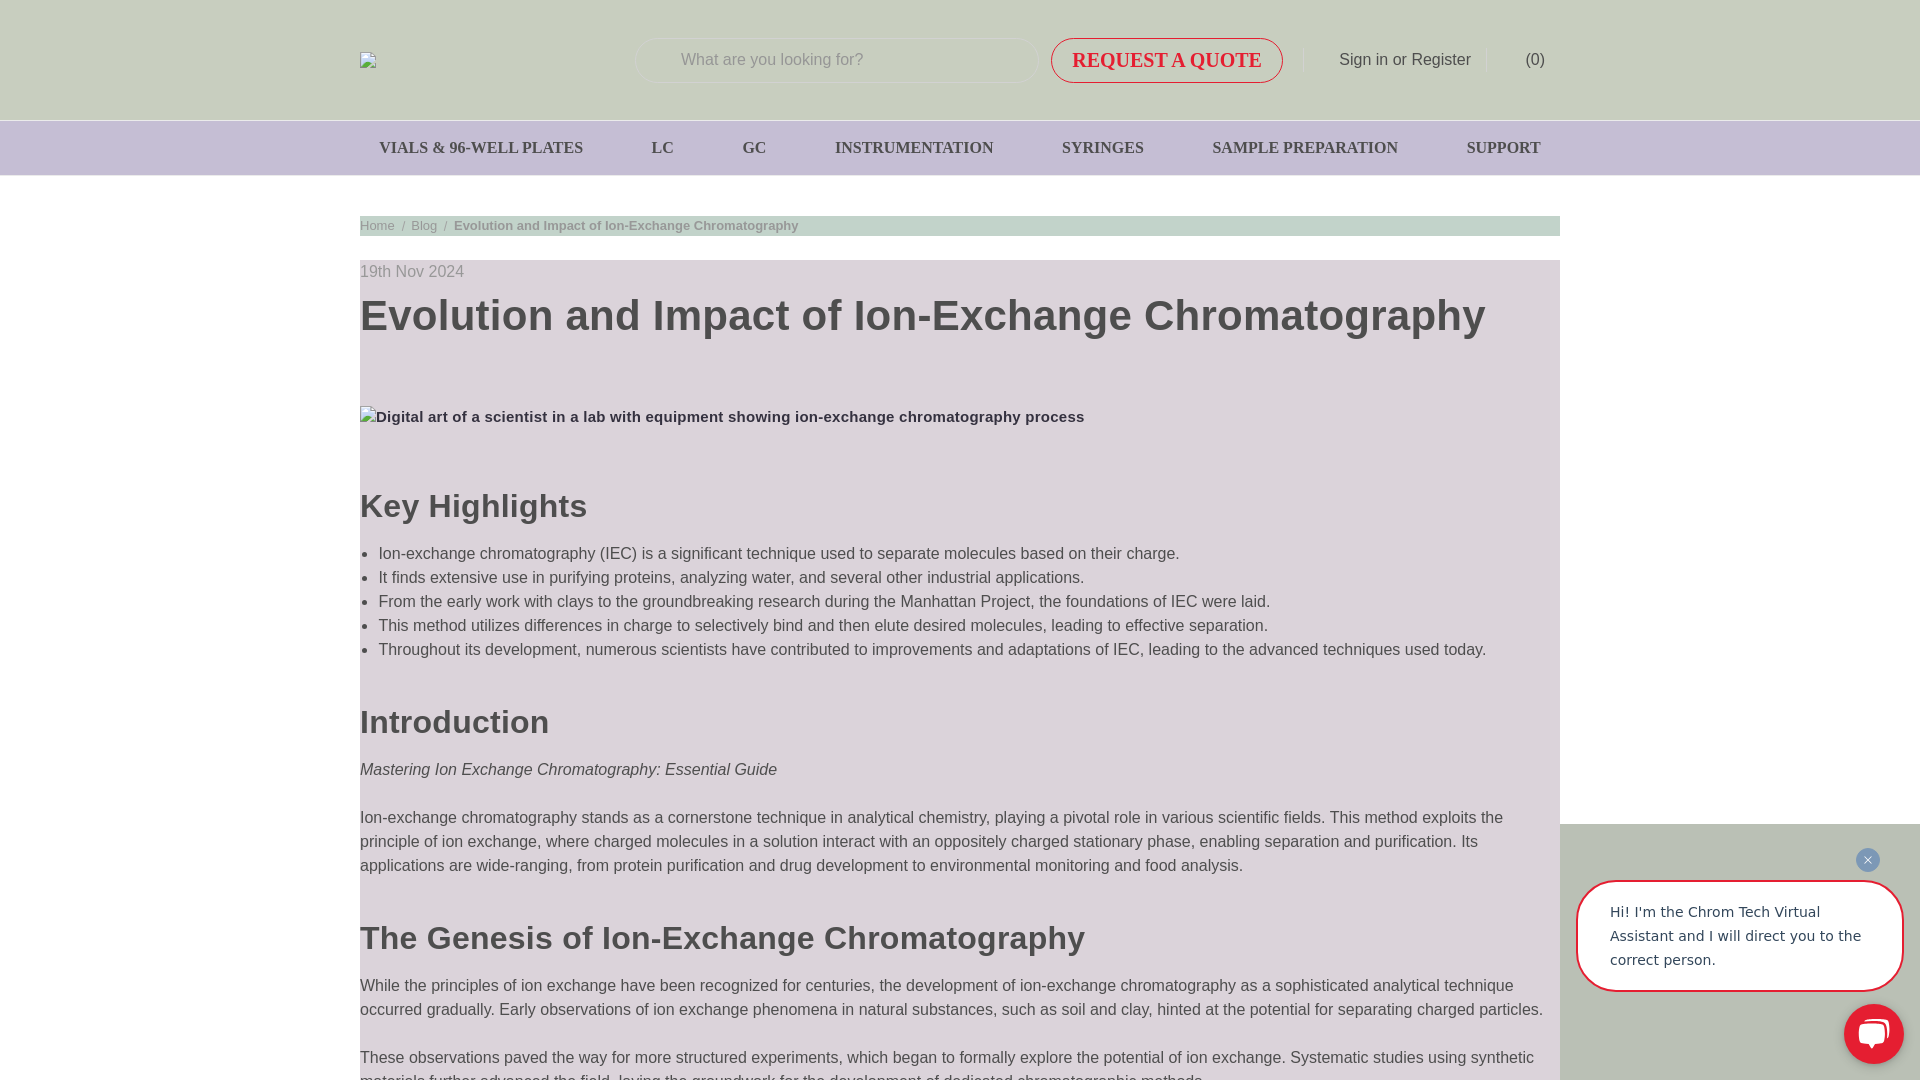 What are you looking for?
REQUEST A QUOTE
Sign in or Register
(0)
VIALS & 96-WELL PLATES
LC
GC
INSTRUMENTATION
SYRINGES
SAMPLE PREPARATION
SUPPORT
Home / Blog / Evolution and Impact of Ion-Exchange Chromatography
19th Nov 2024
Evolution and Impact of Ion-Exchange Chromatography
Digital art of a scientist in a lab with equipment showing ion-exchange chromatography process
Key Highlights
Ion-exchange chromatography (IEC) is a significant technique used to separate molecules based on their charge.
It finds extensive use in purifying proteins, analyzing water, and several other industrial applications.
From the early work with clays to the groundbreaking research during the Manhattan Project, the foundations of IEC were laid.
This method utilizes differences in charge to selectively bind and then elute desired molecules, leading to effective separation.
Throughout its development, numerous scientists have contributed to improvements and adaptations of IEC, leading to the advanced techniques used today.
Introduction
Mastering Ion Exchange Chromatography: Essential Guide
Ion-exchange chromatography stands as a cornerstone technique in analytical chemistry, playing a pivotal role in various scientific fields. This method exploits the
principle of ion exchange, where charged molecules in a solution interact with an oppositely charged stationary phase, enabling separation and purification. Its
applications are wide-ranging, from protein purification and drug development to environmental monitoring and food analysis.
The Genesis of Ion-Exchange Chromatography
While the principles of ion exchange have been recognized for centuries, the development of ion-exchange chromatography as a sophisticated analytical technique
occurred gradually. Early observations of ion exchange phenomena in natural substances, such as soil and clay, hinted at the potential for separating charged particles.
These observations paved the way for more structured experiments, which began to formally explore the potential of ion exchange. Systematic studies using synthetic
materials further advanced the field, laying the groundwork for the development of dedicated chromatographic methods.
Hi! I'm the Chrom Tech Virtual
Assistant and I will direct you to the
correct person.